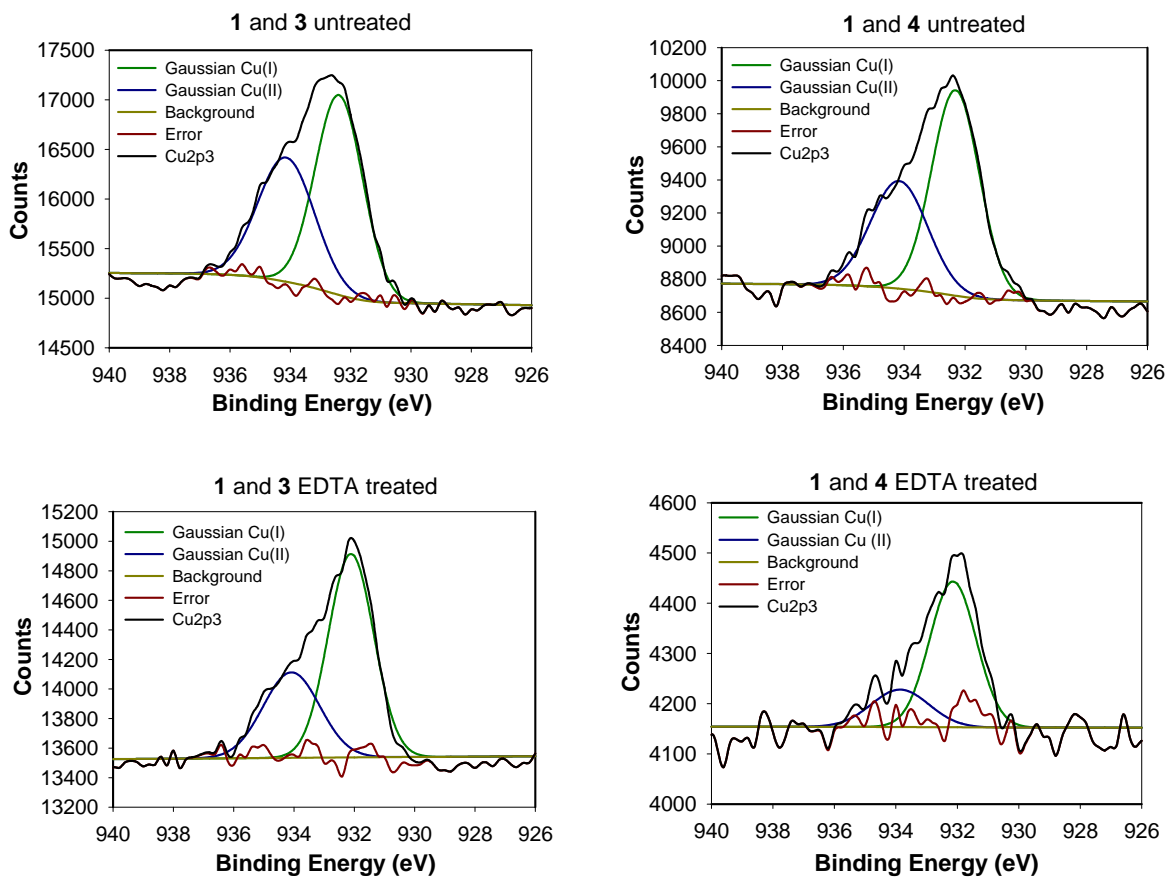 1 and 3 untreated
17500
17000
16500
16000
15500
15000
14500
Counts
Gaussian Cu(I)
Gaussian Cu(II)
Background
Error
Cu2p3
940 938 936 934 932 930 928 926
Binding Energy (eV)
1 and 4 untreated
10200
10000
9800
9600
9400
9200
9000
8800
8600
8400
Counts
Gaussian Cu(I)
Gaussian Cu(II)
Background
Error
Cu2p3
940 938 936 934 932 930 928 926
Binding Energy (eV)
1 and 3 EDTA treated
15200
15000
14800
14600
14400
14200
14000
13800
13600
13400
13200
Counts
Gaussian Cu(I)
Gaussian Cu(II)
Background
Error
Cu2p3
940 938 936 934 932 930 928 926
Binding Energy (eV)
1 and 4 EDTA treated
4600
4500
4400
4300
4200
4100
4000
Counts
Gaussian Cu(I)
Gaussian Cu (II)
Background
Error
Cu2p3
940 938 936 934 932 930 928 926
Binding Energy (eV)